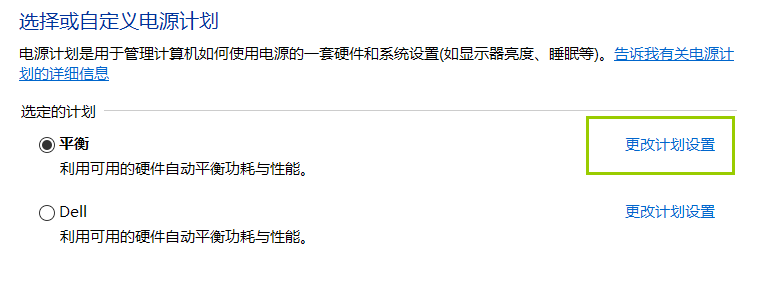 选择或自定义电源计划
电源计划是用于管理计算机如何使用电源的一套硬件和系统设置(如显示器亮度、睡眠等)。告诉我有关电源计
划的详细信息
选定的计划
平衡 更改计划设置
利用可用的硬件自动平衡功耗与性能。
Dell 更改计划设置
利用可用的硬件自动平衡功耗与性能。